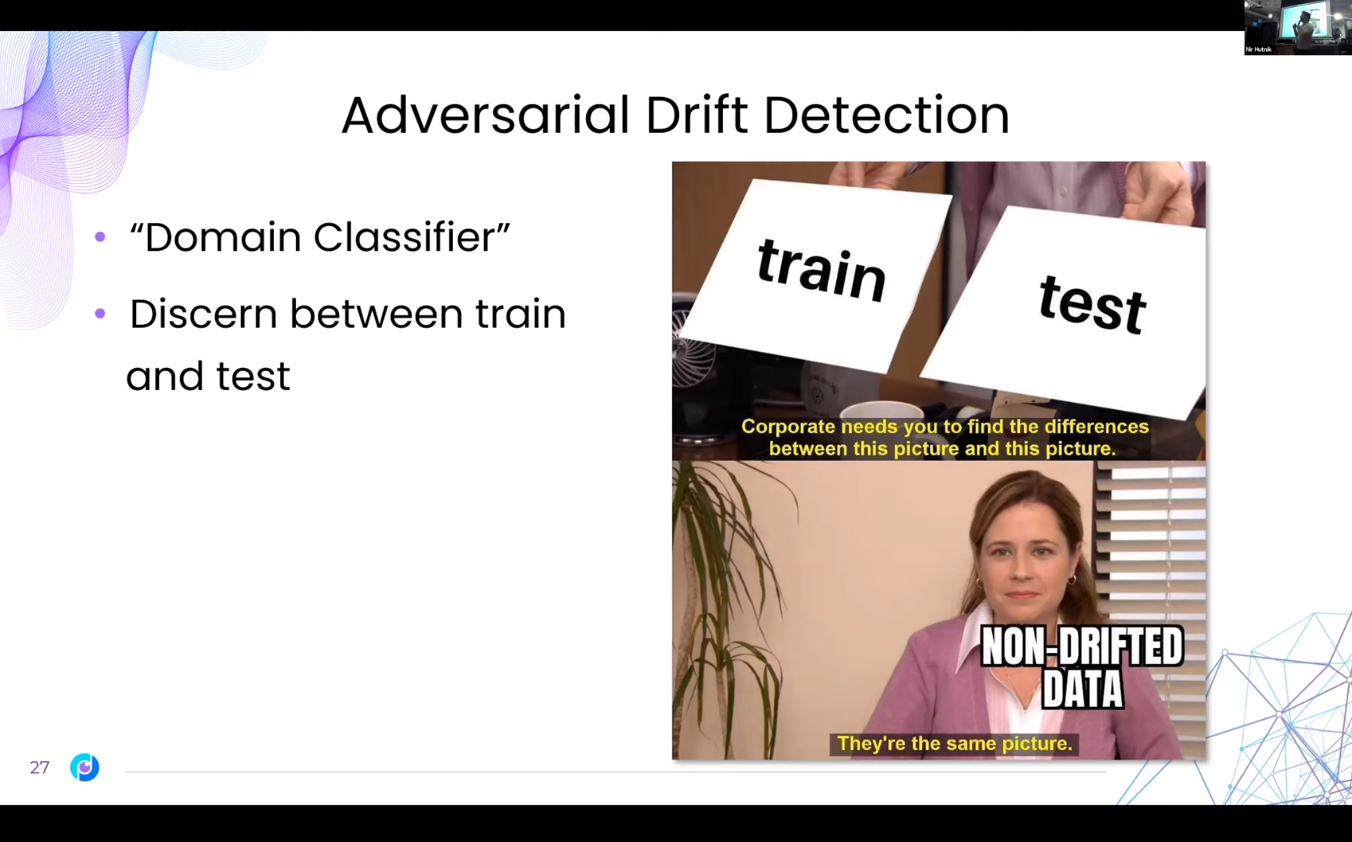 Nir Hutnik
Adversarial Drift Detection
• “Domain Classifier”
• Discern between train
and test
train
test
Corporate needs you to find the differences
between this picture and this picture.
NON-DRIFTED
DATA
They're the same picture.
27